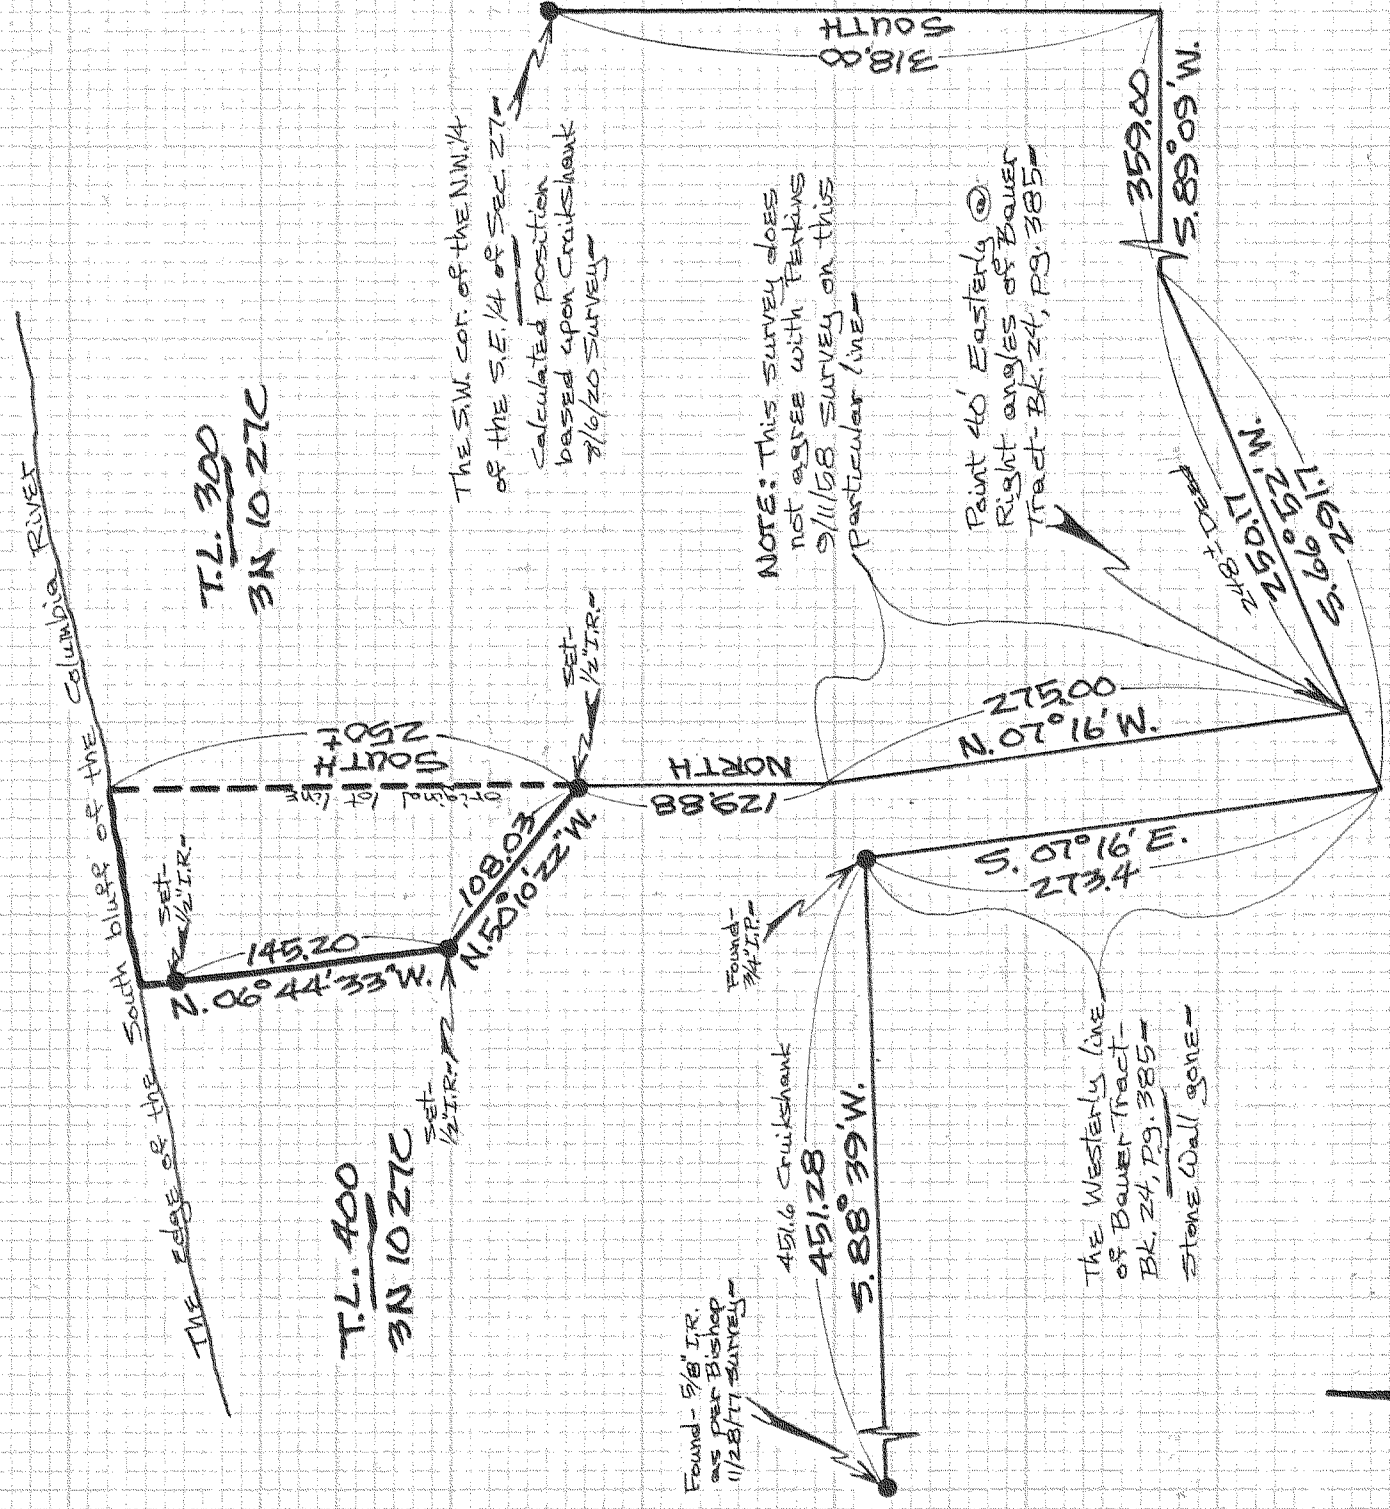 The edge of the South bluff of the Columbia River
T.L. 300
3N 10 27C
T.L. 400
3N 10 27C
The S.W. cor. of the N.W.1/4
of the S.E.1/4 of Sec. 27-
Calculated position
based upon Cruikshank
8/6/20 Survey-
SOUTH
318.00
359.00
S.89°09'W.
NOTE: This survey does
not agree with Perkins
9/11/58 survey on this
particular line-
Point 40' Easterly @
Right angles of Bauer
Tract-Bk.24, pg.385-
248± DEED
250.17
S.66°52'W.
291.7
275.00
N.07°16'W.
NORTH
129.88
Set-
1/2" I.R.-
250±
SOUTH
original lot line
108.03
N.50°10'22"W.
Set-
1/2" I.R.-
145.20
N.06°44'33"W.
Set-
1/2" I.R.-
S.07°16'E.
273.4
Found-
3/4" I.P.-
451.6 Cruikshank
451.28
S.88°39'W.
Found- 5/8" I.R.
as per Bishop
11/28/77 survey-
The Westerly line
of Bauer Tract-
Bk.24, Pg.385-
Stone Wall gone-